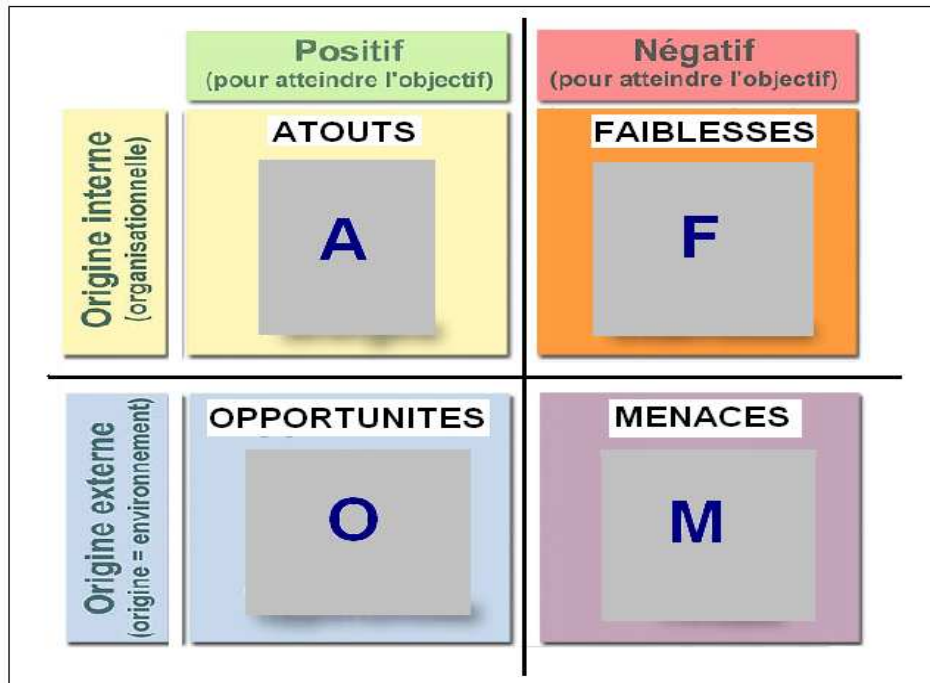 Positif
(pour atteindre l'objectif)
Négatif
(pour atteindre l'objectif)
Origine interne
(organisationnelle)
ATOUTS
A
FAIBLESSES
F
Origine externe
(origine = environnement)
OPPORTUNITES
O
MENACES
M